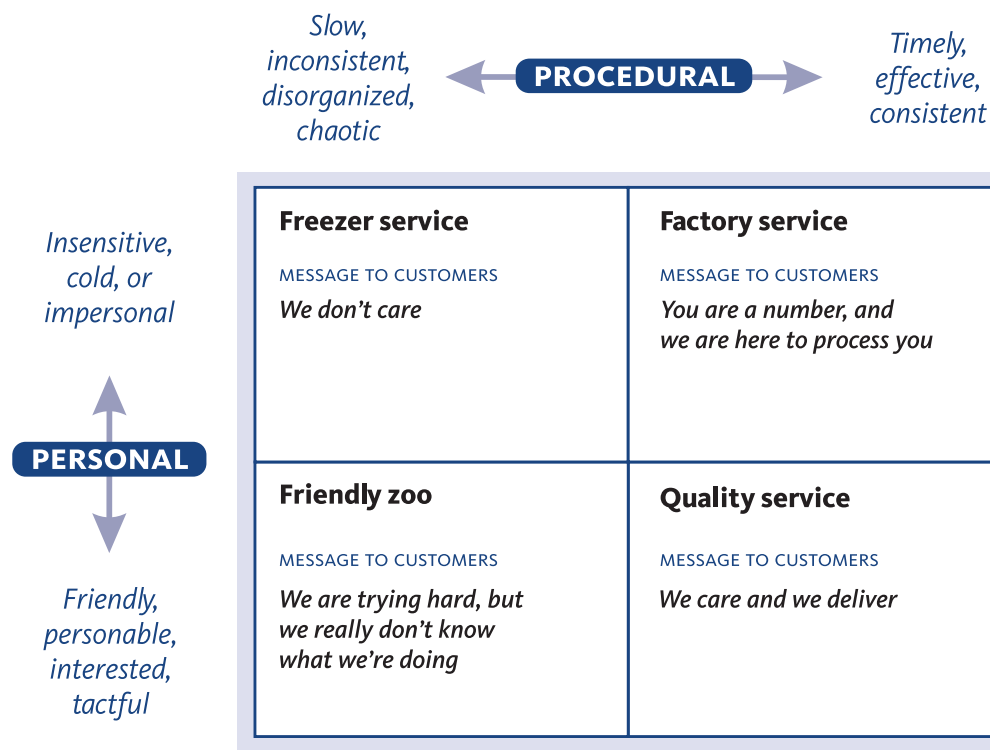 Slow,
inconsistent,
disorganized,
chaotic
PROCEDURAL
Timely,
effective,
consistent
Insensitive,
cold, or
impersonal
PERSONAL
Friendly,
personable,
interested,
tactful
Freezer service
MESSAGE TO CUSTOMERS
We don’t care
Factory service
MESSAGE TO CUSTOMERS
You are a number, and
we are here to process you
Friendly zoo
MESSAGE TO CUSTOMERS
We are trying hard, but
we really don’t know
what we’re doing
Quality service
MESSAGE TO CUSTOMERS
We care and we deliver